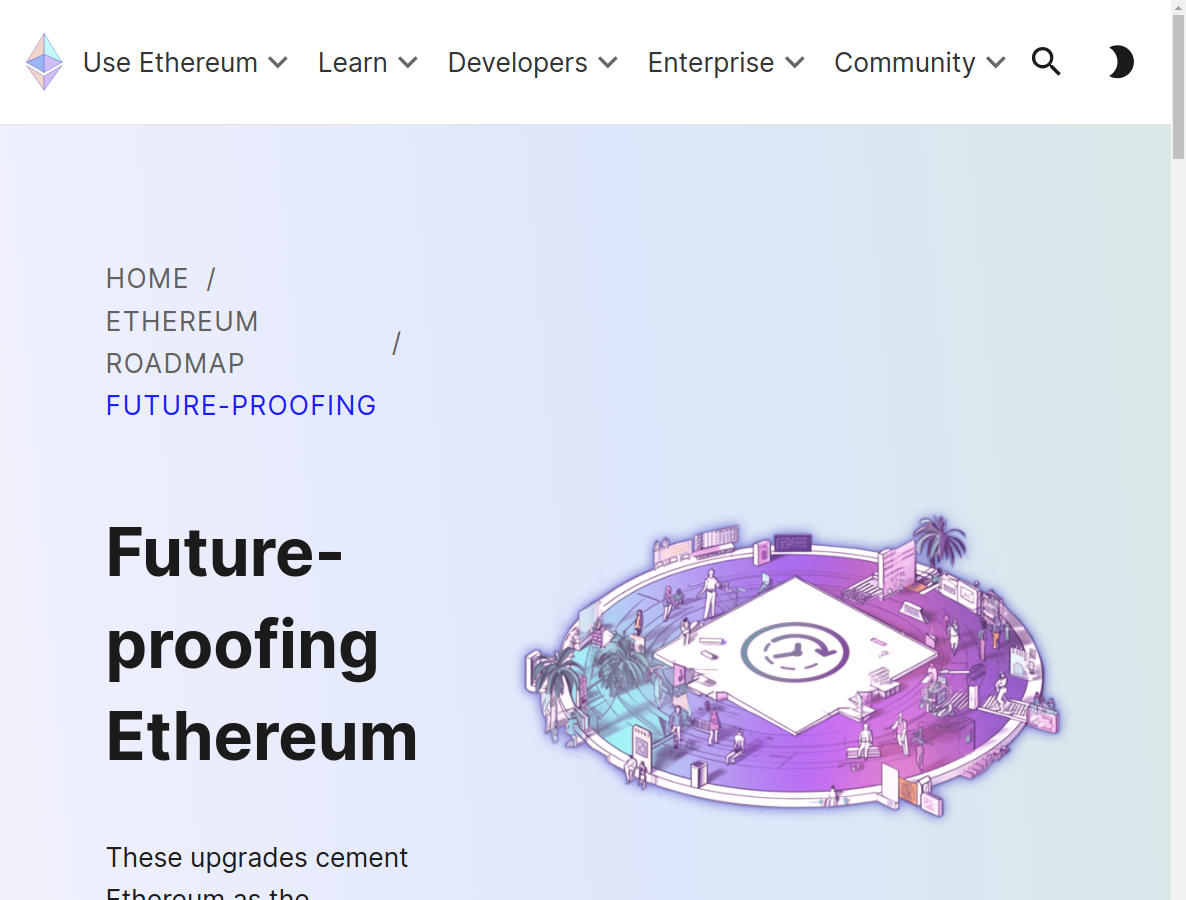 Use Ethereum Learn Developers Enterprise Community
HOME /
ETHEREUM
ROADMAP /
FUTURE-PROOFING
Future-
proofing
Ethereum
These upgrades cement
Ethereum as the